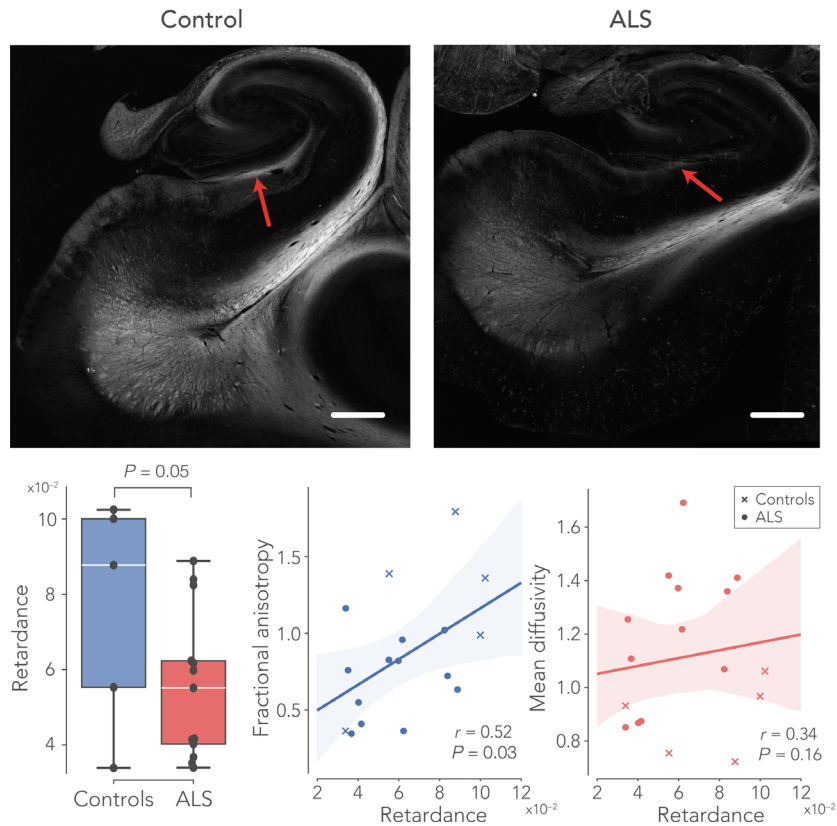 Control
ALS
P = 0.05
x10⁻²
10
8
6
4
Retardance
Controls
ALS
Fractional anisotropy
1.5
1.0
0.5
r = 0.52
P = 0.03
2
4
6
8
10
12
x10⁻²
Retardance
Mean diffusivity
1.6
1.4
1.2
1.0
0.8
Controls
ALS
r = 0.34
P = 0.16
2
4
6
8
10
12
x10⁻²
Retardance